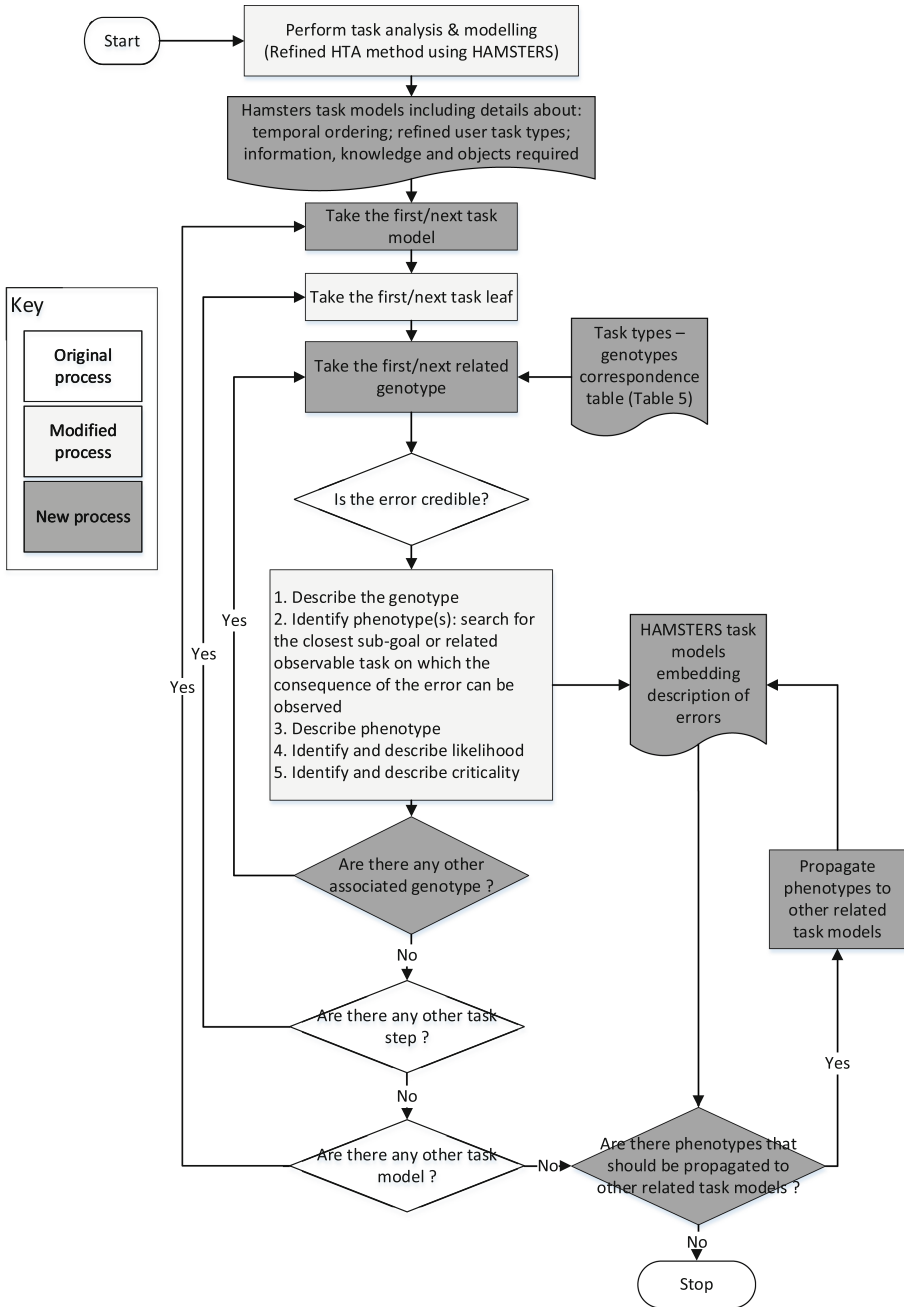 Start
Perform task analysis & modelling
(Refined HTA method using HAMSTERS)
Hamsters task models including details about:
temporal ordering; refined user task types;
information, knowledge and objects required
Take the first/next task
model
Take the first/next task leaf
Take the first/next related
genotype
Task types –
genotypes
correspondence
table (Table 5)
Key
Original
process
Modified
process
New process
Is the error credible?
1. Describe the genotype
2. Identify phenotype(s): search for
the closest sub-goal or related
observable task on which the
consequence of the error can be
observed
3. Describe phenotype
4. Identify and describe likelihood
5. Identify and describe criticality
HAMSTERS task
models
embedding
description of
errors
Yes
Yes
Yes
Are there any other
associated genotype ?
Propagate
phenotypes to
other related
task models
No
Are there any other task
step ?
Yes
No
Are there any other task
model ?
No
Are there phenotypes that
should be propagated to
other related task models ?
No
Stop